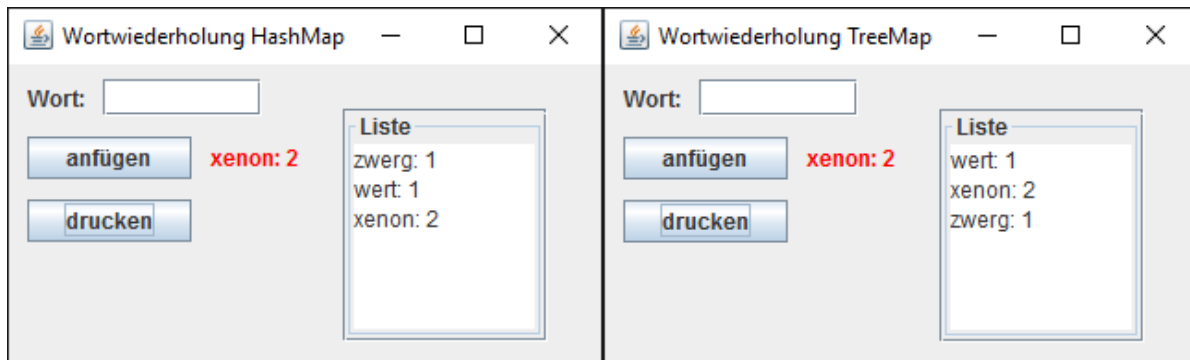 Wortwiederholung HashMap
Wort:
anfügen
xenon: 2
drucken
Liste
zwerg: 1
wert: 1
xenon: 2
Wortwiederholung TreeMap
Wort:
anfügen
xenon: 2
drucken
Liste
wert: 1
xenon: 2
zwerg: 1